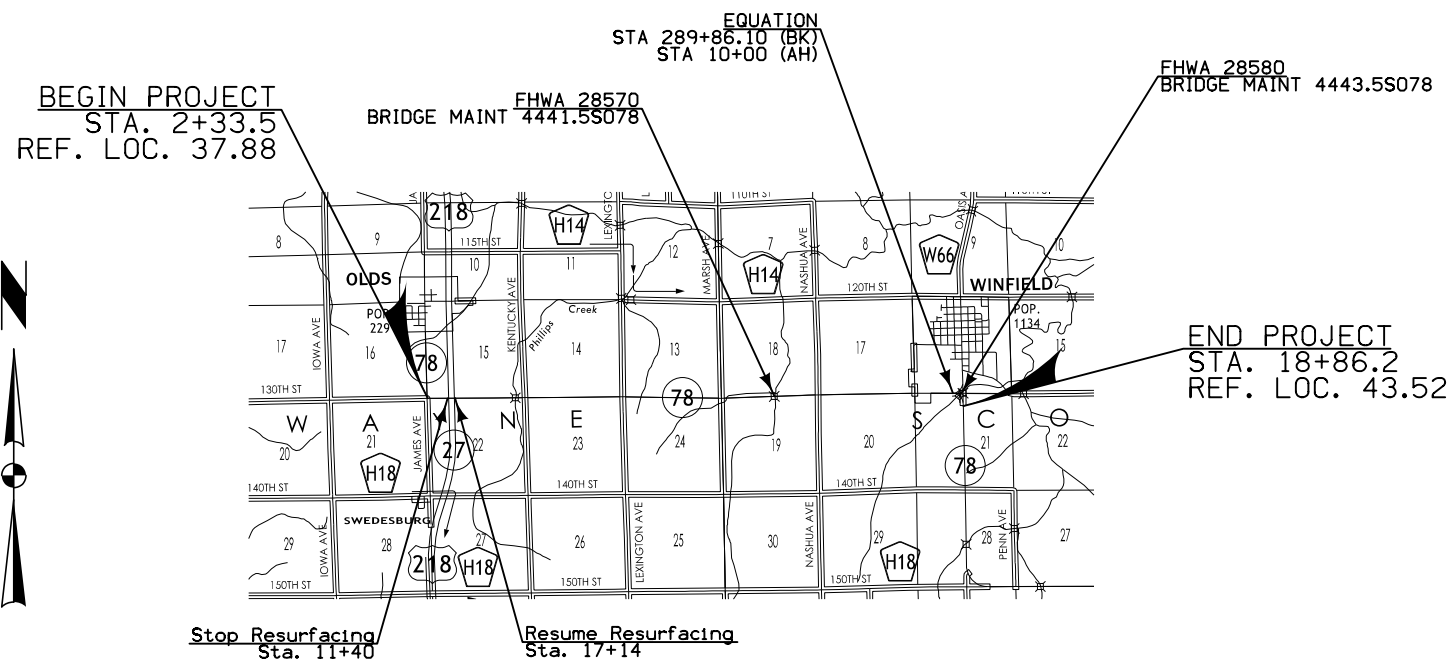 EQUATION
STA 289+86.10 (BK)
STA 10+00 (AH)
FHWA 28580
BRIDGE MAINT 4443.5S078
BEGIN PROJECT
STA. 2+33.5
REF. LOC. 37.88
FHWA 28570
BRIDGE MAINT 4441.5S078
218
H14
LEXINGTO
110TH ST
OASIS A
8
9
115TH ST
10
11
12
MARSH AVE
7
H14
NASHUA AVE
8
W66
9
10
OLDS
120TH ST
WINFIELD
POP.
229
POP.
1134
N
IOWA AVE
KENTUCKY AVE
Phillips
Creek
17
16
78
15
14
13
18
17
15
END PROJECT
STA. 18+86.2
REF. LOC. 43.52
130TH ST
78
W A N E S C O
20
21
JAMES AVE
27
22
23
24
19
20
21
22
H18
78
140TH ST
140TH ST
140TH ST
SWEDESBURG
29
IOWA AVE
28
27
26
LEXINGTON AVE
25
30
NASHUA AVE
29
28
PENN AVE
27
218
H18
H18
150TH ST
150TH ST
150TH ST
Stop Resurfacing
Sta. 11+40
Resume Resurfacing
Sta. 17+14